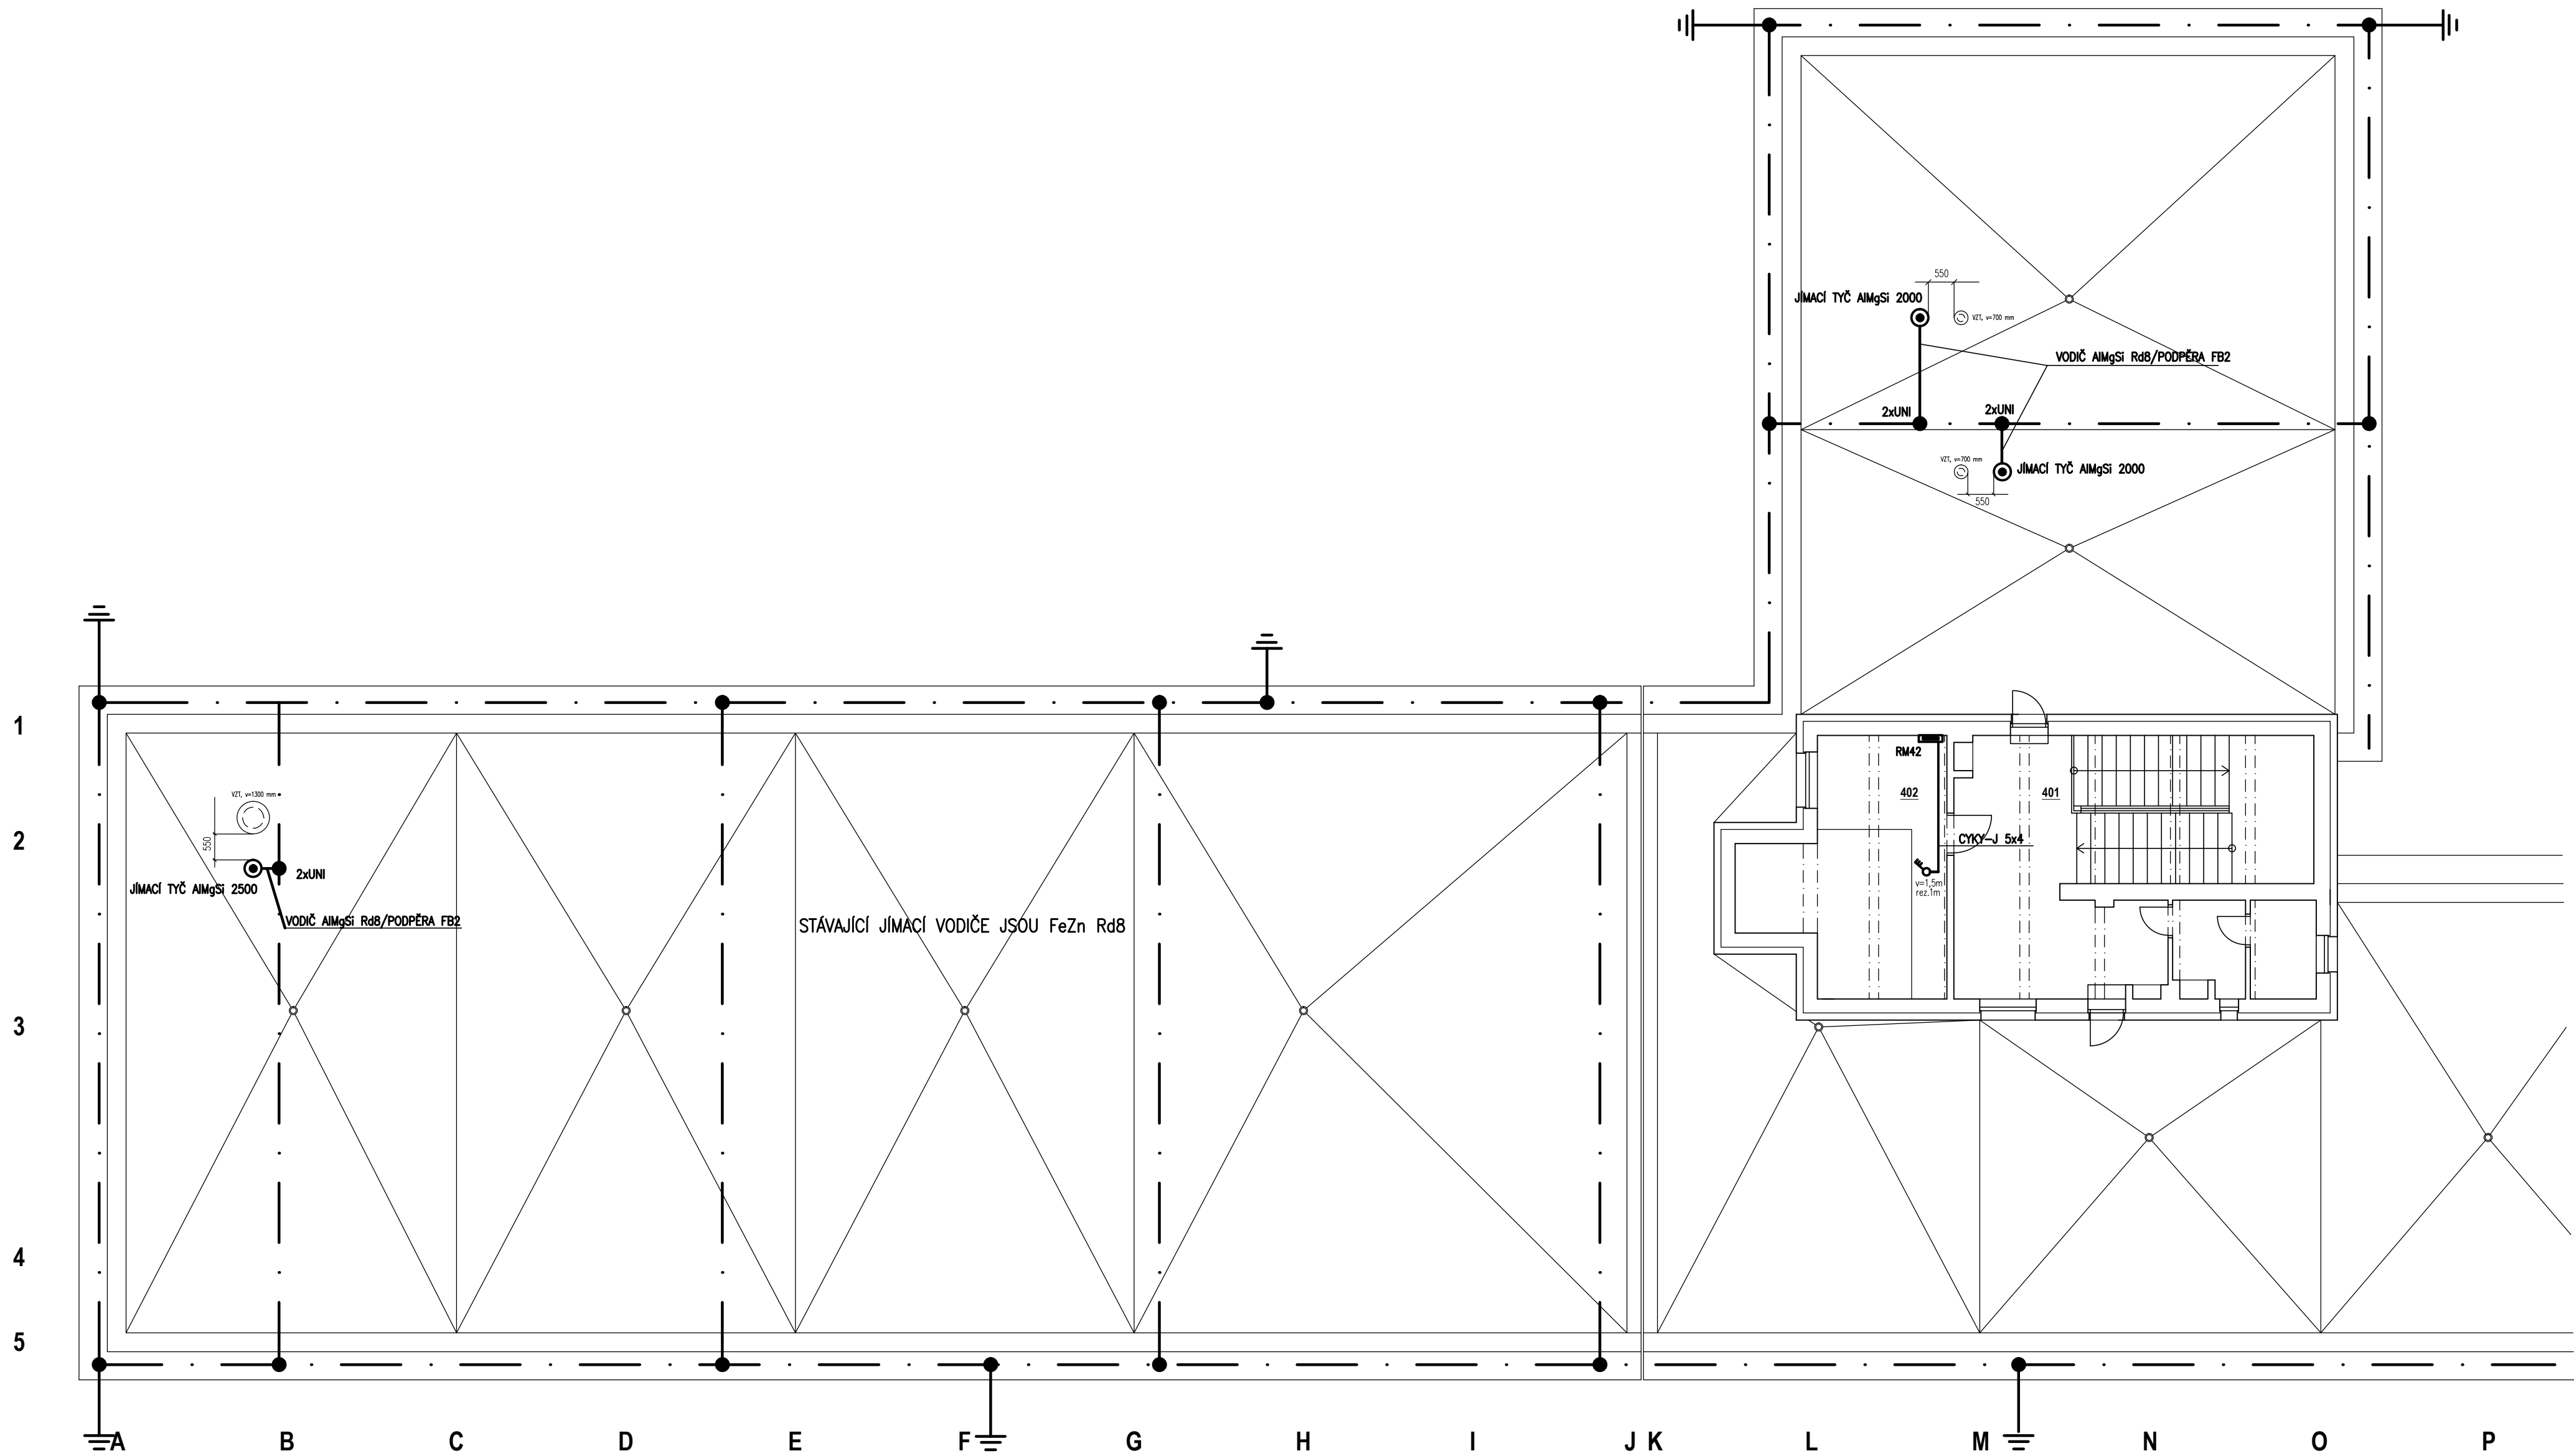 550
JÍMACÍ TYČ AlMgSi 2000
VZT, v=700 mm
VODIČ AlMgSi Rd8/PODPĚRA FB2
2xUNI
2xUNI
VZT, v=700 mm
JÍMACÍ TYČ AlMgSi 2000
550
1
RM42
402
401
VZT, v=1300 mm
2
550
CYKY-J 5x4
2xUNI
JÍMACÍ TYČ AlMgSi 2500
v=1,5m
rez.1m
VODIČ AlMgSi Rd8/PODPĚRA FB2
STÁVAJÍCÍ JÍMACÍ VODIČE JSOU FeZn Rd8
3
4
5
A B C D E F G H I J K L M N O P